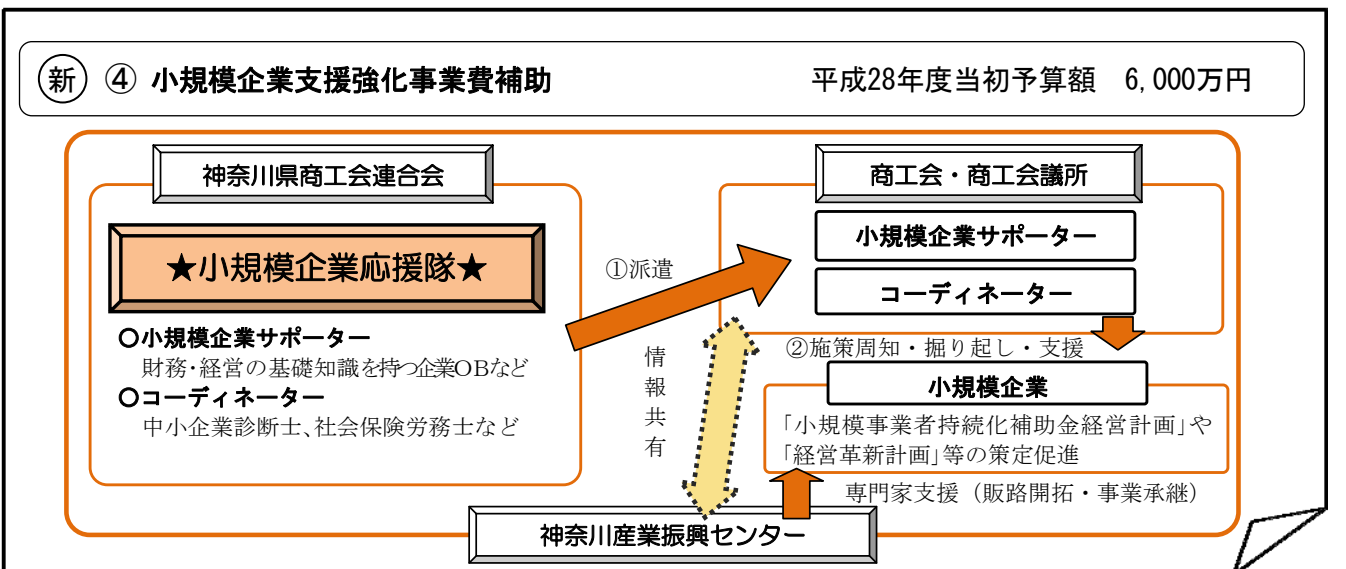 新 ④ 小規模企業支援強化事業費補助 平成28年度当初予算額 6,000万円
神奈川県商工会連合会
★小規模企業応援隊★
○小規模企業サポーター
財務・経営の基礎知識を持つ企業OBなど
○コーディネーター
中小企業診断士、社会保険労務士など
①派遣
情報共有
商工会・商工会議所
小規模企業サポーター
コーディネーター
②施策周知・掘り起し・支援
小規模企業
「小規模事業者持続化補助金経営計画」や
「経営革新計画」等の策定促進
専門家支援（販路開拓・事業承継）
神奈川産業振興センター